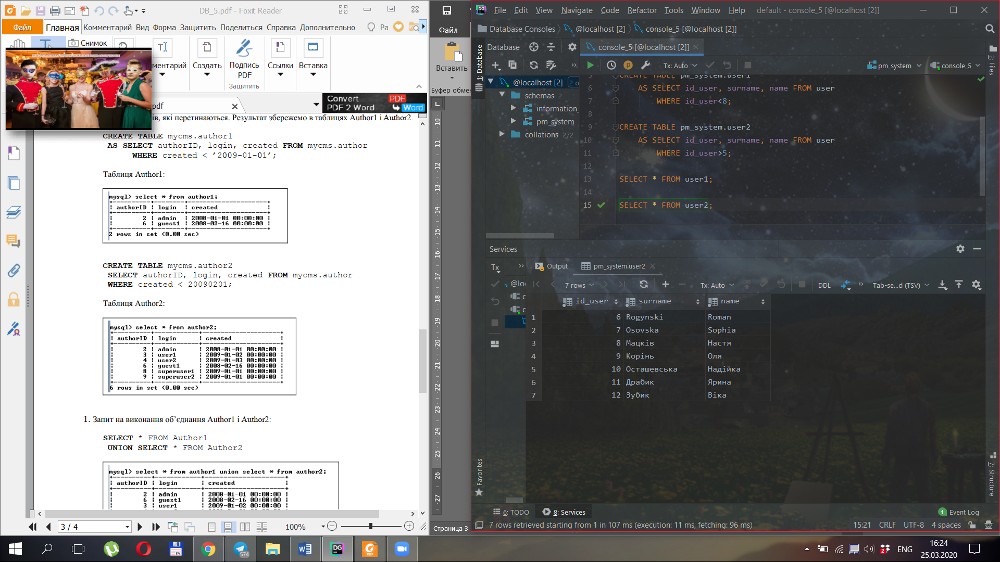 DB_5.pdf - Foxit Reader
Файл Главная Комментарий Вид Форма Защитить Поделиться Справка Дополнительно Ра
Снимок
ментарий Создать Подпись PDF Ссылки Вставка
Защитить
pdf
Convert PDF
PDF 2 Word Word
ів, які перетинаються. Результат збережемо в таблицях Author1 і Author2.
CREATE TABLE mycms.author1
AS SELECT authorID, login, created FROM mycms.author
WHERE created < ’2009-01-01’;
Таблиця Author1:
mysql> select * from author1;
authorID | login | created
2 | admin | 2008-01-01 00:00:00
6 | guest1 | 2008-02-16 00:00:00
2 rows in set (0.00 sec)
CREATE TABLE mycms.author2
SELECT authorID, login, created FROM mycms.author
WHERE created < 20090201;
Таблиця Author2:
mysql> select * from author2;
authorID | login | created
2 | admin | 2008-01-01 00:00:00
3 | user1 | 2009-01-02 00:00:00
4 | user2 | 2009-01-03 00:00:00
6 | guest1 | 2008-02-16 00:00:00
8 | superuser1 | 2009-01-01 00:00:00
9 | superuser2 | 2009-01-01 00:00:00
6 rows in set (0.00 sec)
1. Запит на виконання об’єднання Author1 і Author2:
SELECT * FROM Author1
UNION SELECT * FROM Author2
mysql> select * from author1 union select * from author2;
authorID | login | created
2 | admin | 2008-01-01 00:00:00
6 | guest1 | 2008-02-16 00:00:00
3 | user1 | 2009-01-02 00:00:00
3 / 4
100%
Файл
Вставить
Буфер обмен
L
10 11 12 13 14 15 16 17 18 19 20 21 22 23 24 25 26 27
Страница 3
DG File Edit View Navigate Code Refactor Tools Window Help default - console_5 [@localhost [2]]
Database Consoles @localhost [2] console_5 [@localhost [2]]
1: Database
Database
console_5 [@localhost [2]]
Tx: Auto
pm_system console_5
@localhost [2] 2 o
schemas 2
information_
pm_system
collations 272
5 CREATE TABLE pm_system.user1
6 AS SELECT id_user, surname, name FROM user
7 WHERE id_user<8;
8
9 CREATE TABLE pm_system.user2
10 AS SELECT id_user, surname, name FROM user
11 WHERE id_user>5;
12
13 SELECT * FROM user1;
14
15 SELECT * FROM user2;
2: Files
Services
Tx
Output pm_system.user2
@loc
7 rows Tx: Auto DB DDL Tab-se...d (TSV)
id_user surname name
1 6 Rogynski Roman
2 7 Osovska Sophia
3 8 Мацків Настя
4 9 Корінь Оля
5 10 Осташевська Надійка
6 11 Драбик Ярина
7 12 Зубик Віка
Favorites
7: Structure
6: TODO 8: Services 1 Event Log
7 rows retrieved starting from 1 in 107 ms (execution: 11 ms, fetching: 96 ms) 15:21 CRLF UTF-8 4 spaces
64 574 DG PDF
2 ENG 16:24
25.03.2020